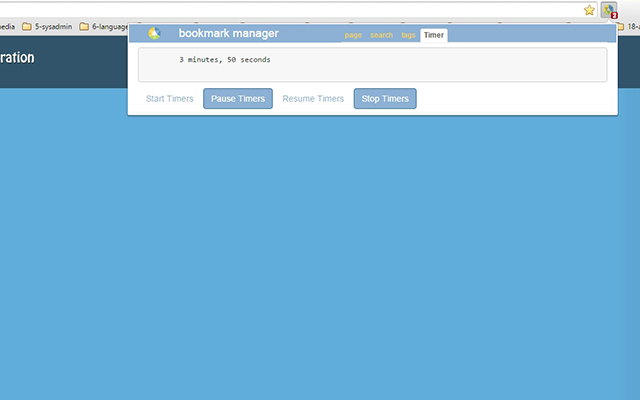 pedia 5-sysadmin 6-language 18-a
ration
bookmark manager page search tags Timer
3 minutes, 50 seconds
Start Timers Pause Timers Resume Timers Stop Timers